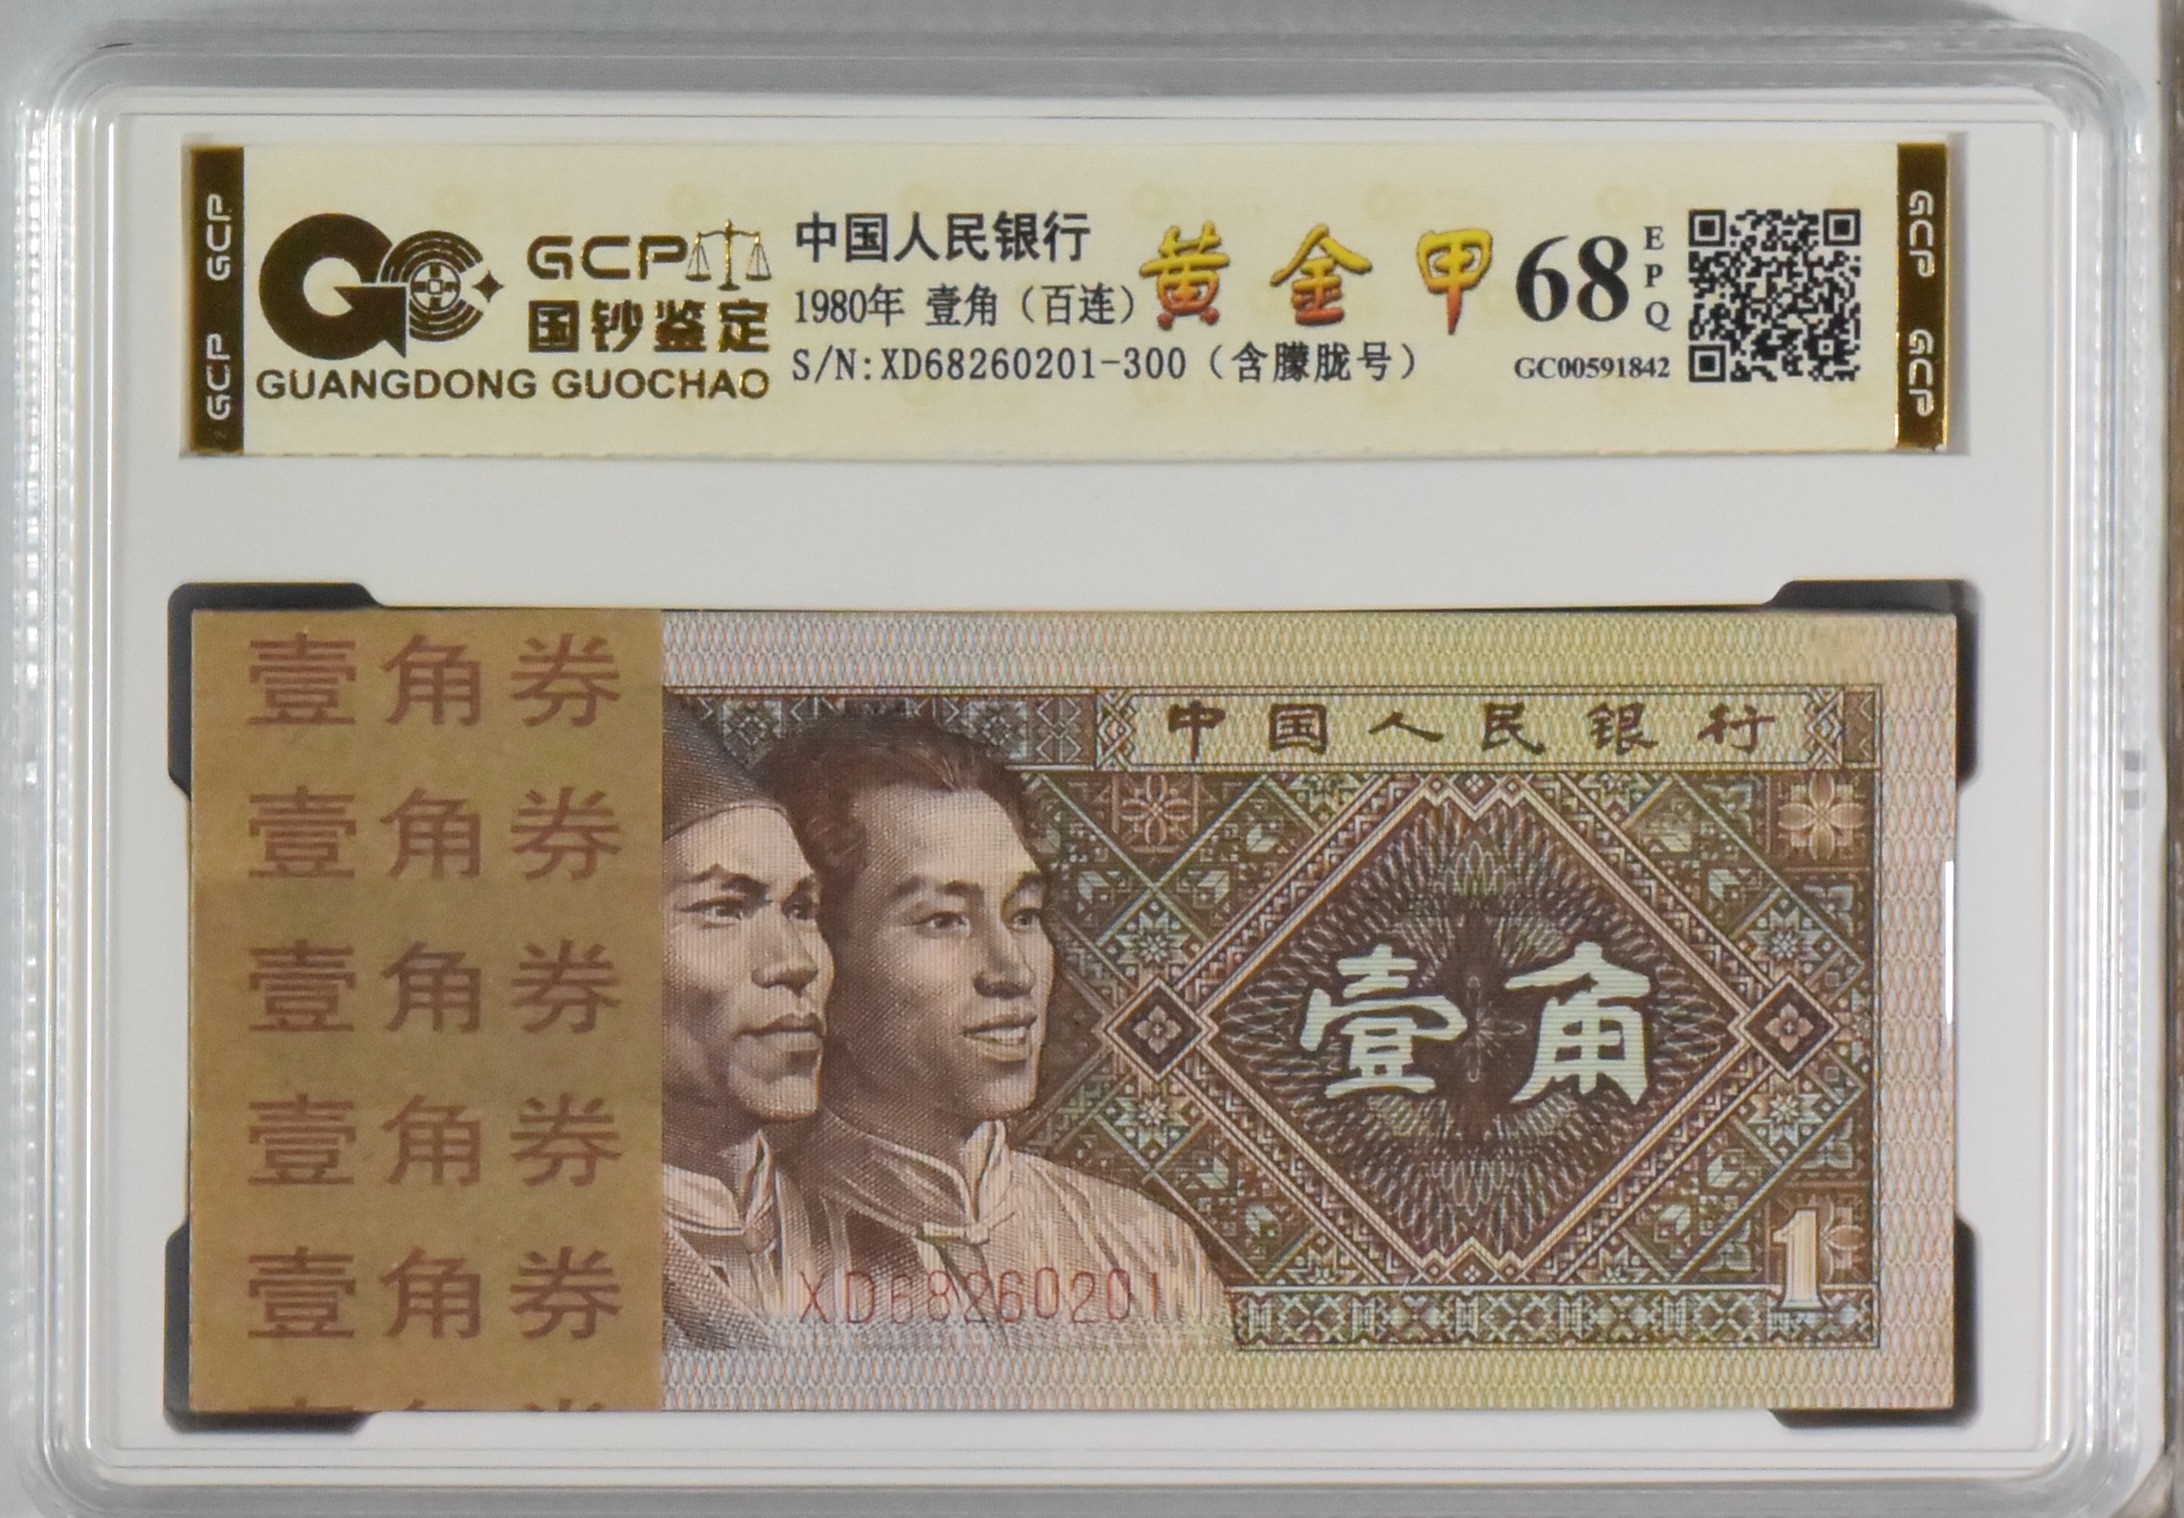 GCP GCP
GCP
国钞鉴定
GUANGDONG GUOCHAO
中国人民银行
1980年 壹角（百连）
S/N:XD68260201-300（含朦胧号）
黄金甲
68
EPQ
GC00591842
GCP GCP
壹角券
壹角券
壹角券
壹角券
壹角券
中国人民银行
壹角
XD68260201
1